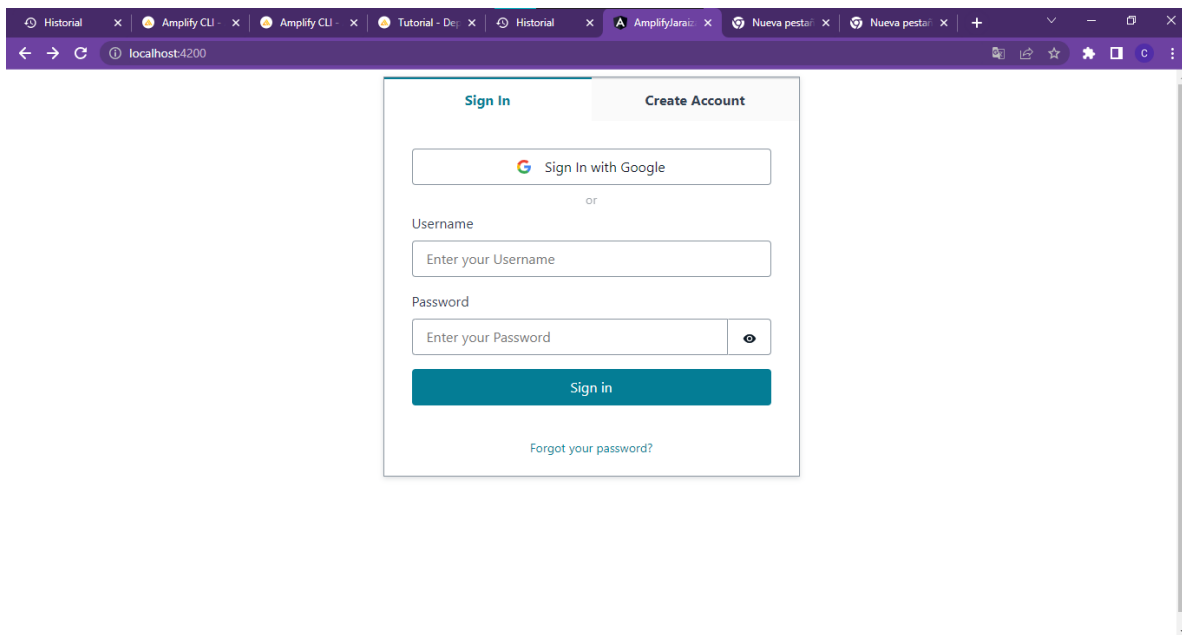 Historial
Amplify CLI -
Amplify CLI -
Tutorial - Dep
Historial
AmplifyJaraiz
Nueva pestañ
Nueva pestañ
localhost:4200
C
Sign In
Create Account
Sign In with Google
or
Username
Enter your Username
Password
Enter your Password
Sign in
Forgot your password?